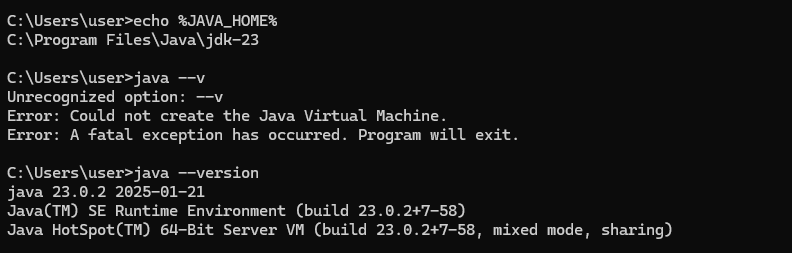 C:\Users\user>echo %JAVA_HOME%
C:\Program Files\Java\jdk-23
C:\Users\user>java --v
Unrecognized option: --v
Error: Could not create the Java Virtual Machine.
Error: A fatal exception has occurred. Program will exit.
C:\Users\user>java --version
java 23.0.2 2025-01-21
Java(TM) SE Runtime Environment (build 23.0.2+7-58)
Java HotSpot(TM) 64-Bit Server VM (build 23.0.2+7-58, mixed mode, sharing)